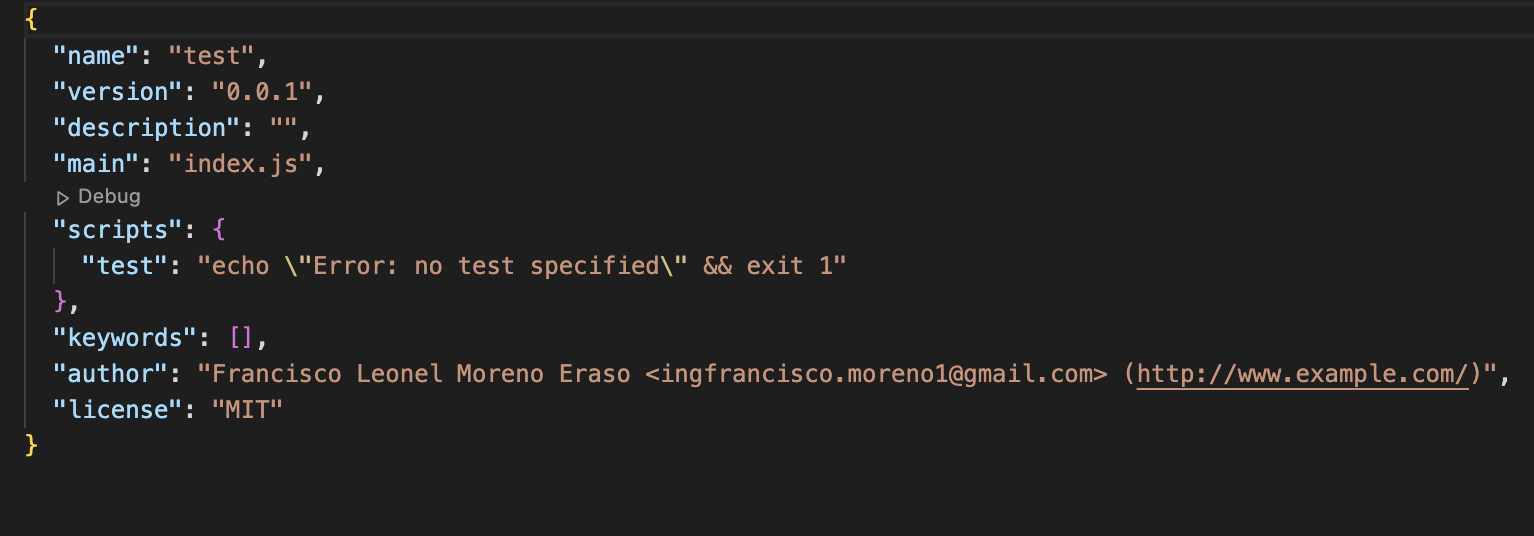 {
"name": "test",
"version": "0.0.1",
"description": "",
"main": "index.js",
Debug
"scripts": {
"test": "echo \"Error: no test specified\" && exit 1"
},
"keywords": [],
"author": "Francisco Leonel Moreno Eraso <ingfrancisco.moreno1@gmail.com> (http://www.example.com/)",
"license": "MIT"
}